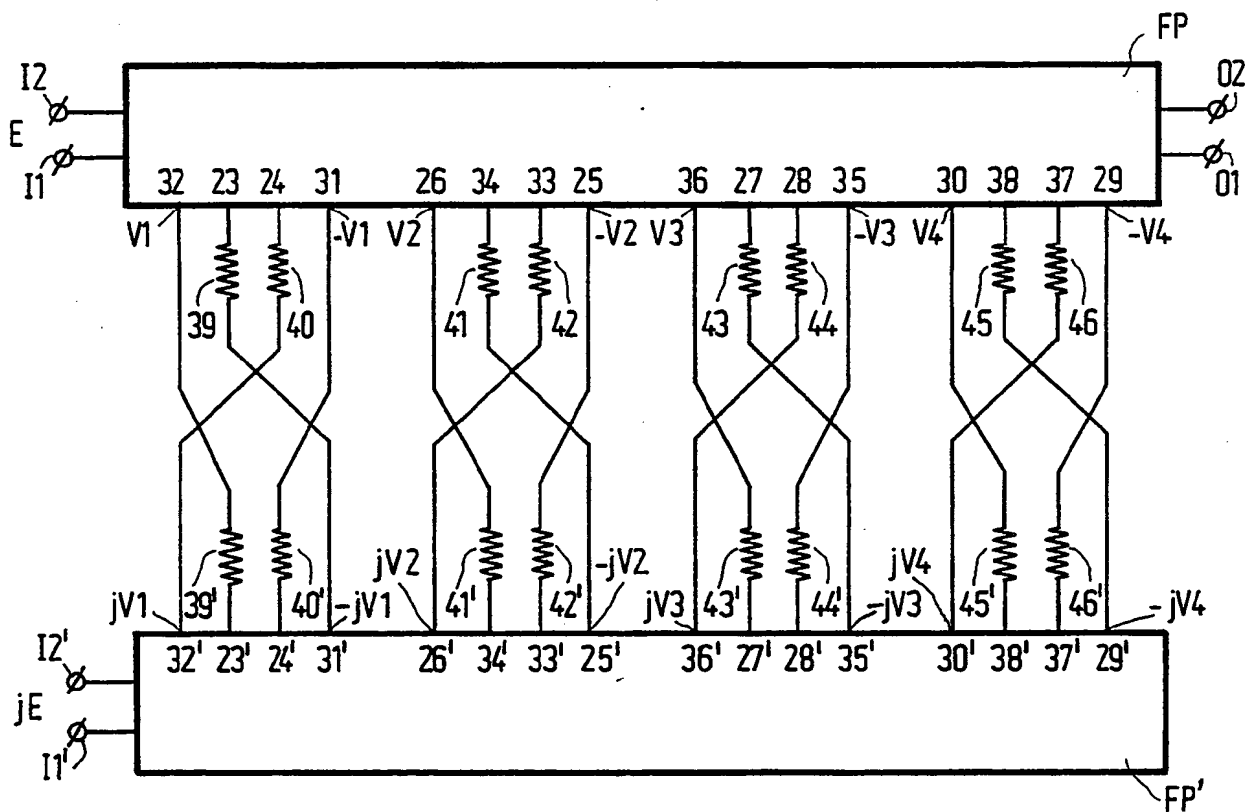 FP
I2
O2
E
I1
O1
32 23 24 31 26 34 33 25 36 27 28 35 30 38 37 29
V1 -V1 V2 -V2 V3 -V3 V4 -V4
39 40 41 42 43 44 45 46
jV2 -jV2 jV4
39' 40' 41' 42' 43' 44' 45' 46'
jV1 -jV1 jV3 -jV3 -jV4
I2'
32' 23' 24' 31' 26' 34' 33' 25' 36' 27' 28' 35' 30' 38' 37' 29'
jE
I1'
FP'